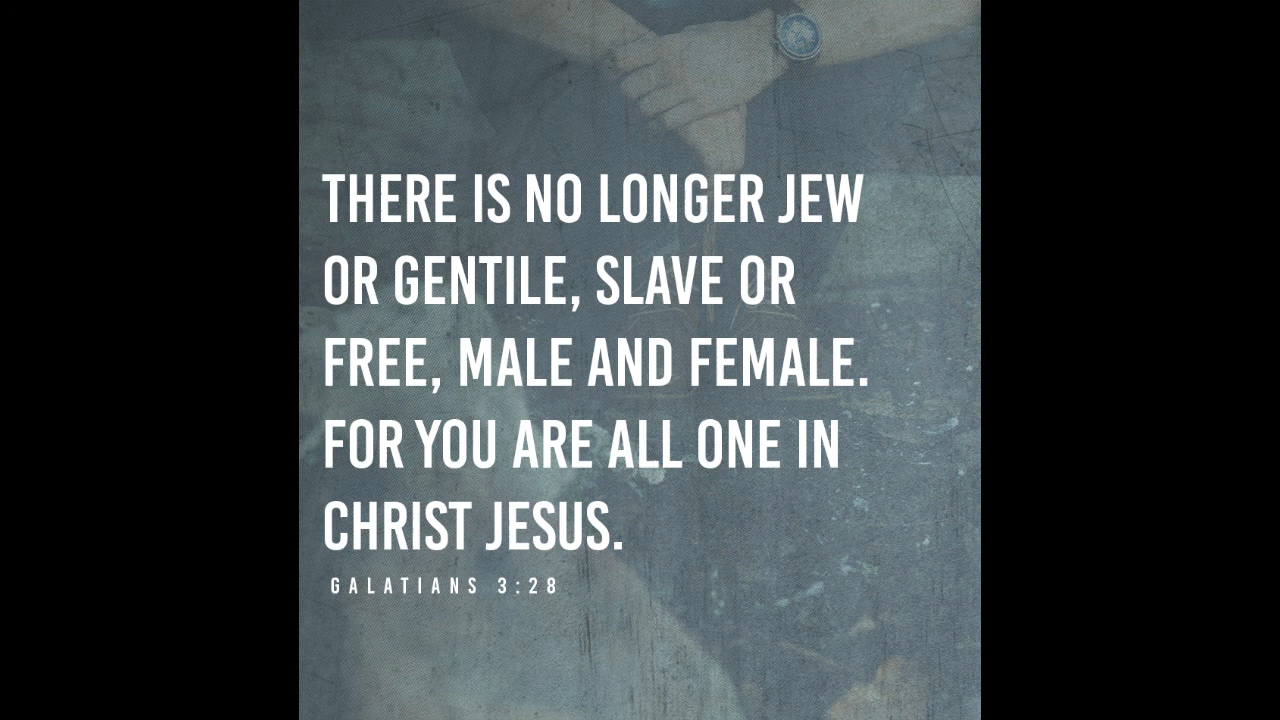 THERE IS NO LONGER JEW
OR GENTILE, SLAVE OR
FREE, MALE AND FEMALE.
FOR YOU ARE ALL ONE IN
CHRIST JESUS.
GALATIANS 3:28